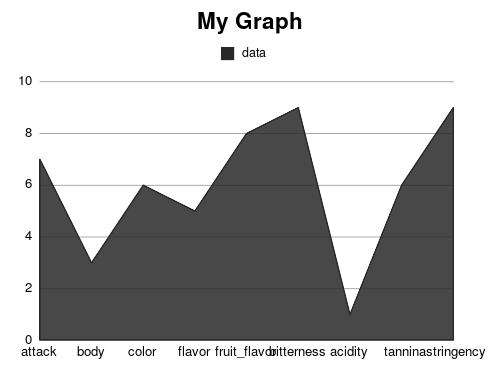 My Graph
data
10
8
6
4
2
0
attack body color flavor fruit_flavor bitterness acidity tannin astringency